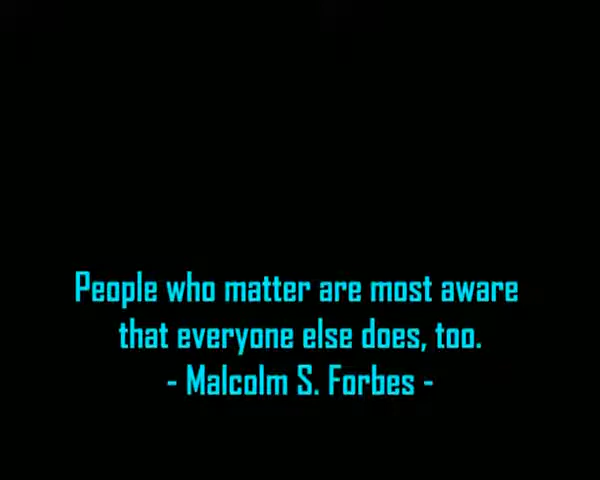 People who matter are most aware
that everyone else does, too.
- Malcolm S. Forbes -